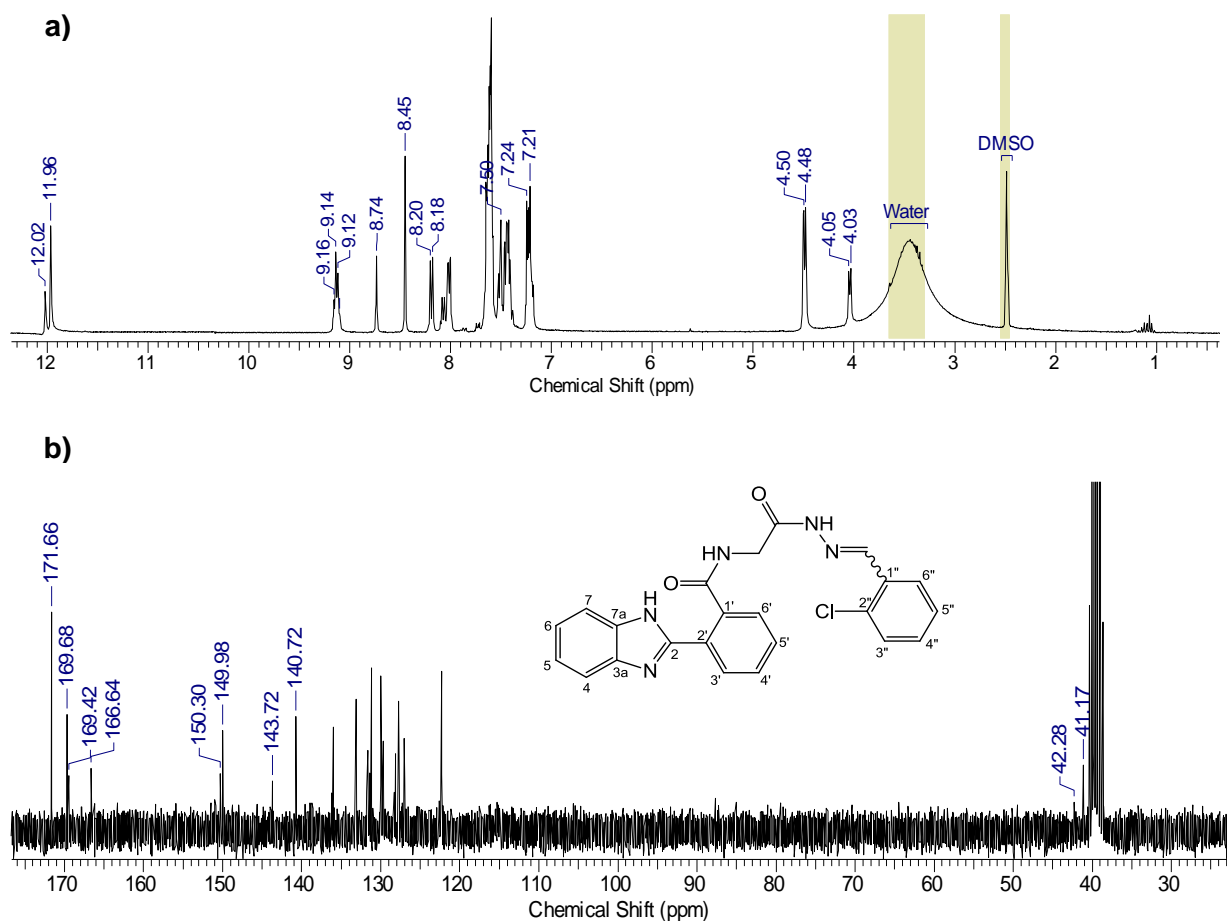 a)
12.02
11.96
9.16
9.14
9.12
8.74
8.45
8.20
8.18
7.50
7.24
7.21
4.50
4.48
4.05
4.03
Water
DMSO
12 11 10 9 8 7 6 5 4 3 2 1
Chemical Shift (ppm)
b)
171.66
169.68
169.42
166.64
150.30
149.98
143.72
140.72
42.28
41.17
O
NH
N
NH
O
Cl
1''
2''
3''
4''
5''
6''
H
N
N
7
7a
6
5
4
3a
2
1'
2'
3'
4'
5'
6'
170 160 150 140 130 120 110 100 90 80 70 60 50 40 30
Chemical Shift (ppm)